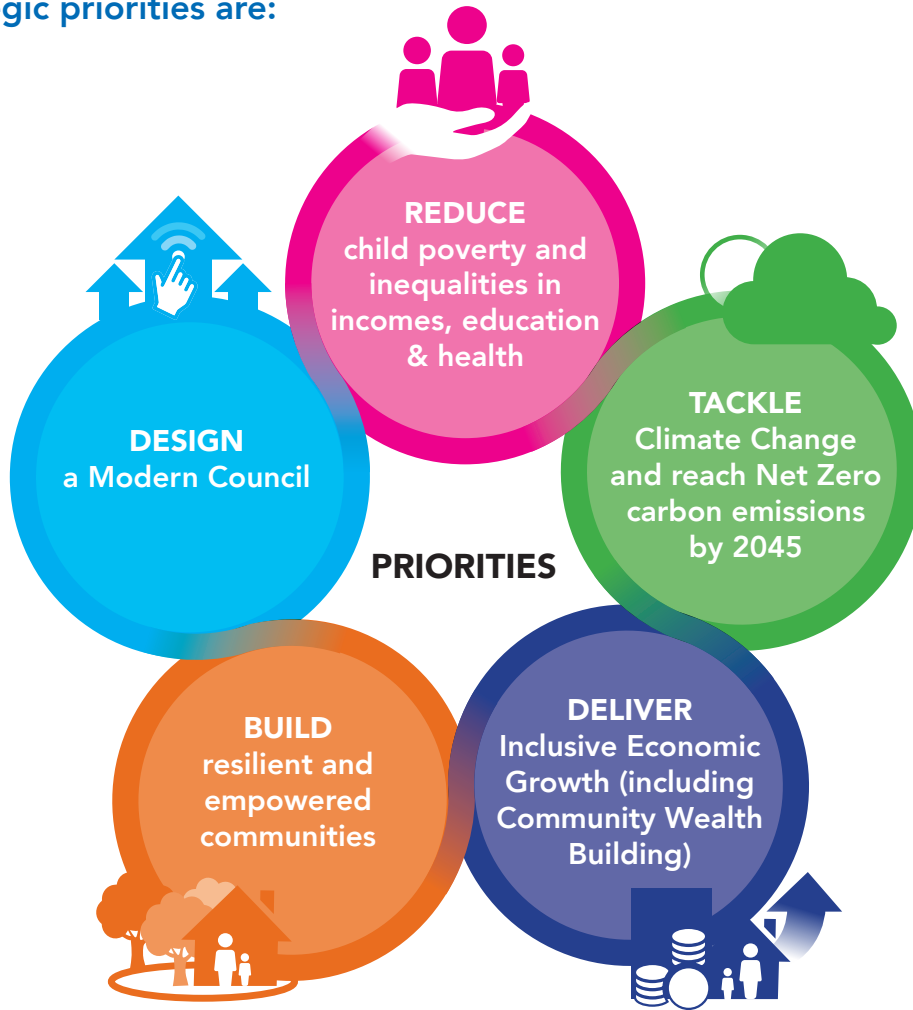 gic priorities are:
REDUCE
child poverty and
inequalities in
incomes, education
& health
TACKLE
Climate Change
and reach Net Zero
carbon emissions
by 2045
DELIVER
Inclusive Economic
Growth (including
Community Wealth
Building)
BUILD
resilient and
empowered
communities
DESIGN
a Modern Council
PRIORITIES